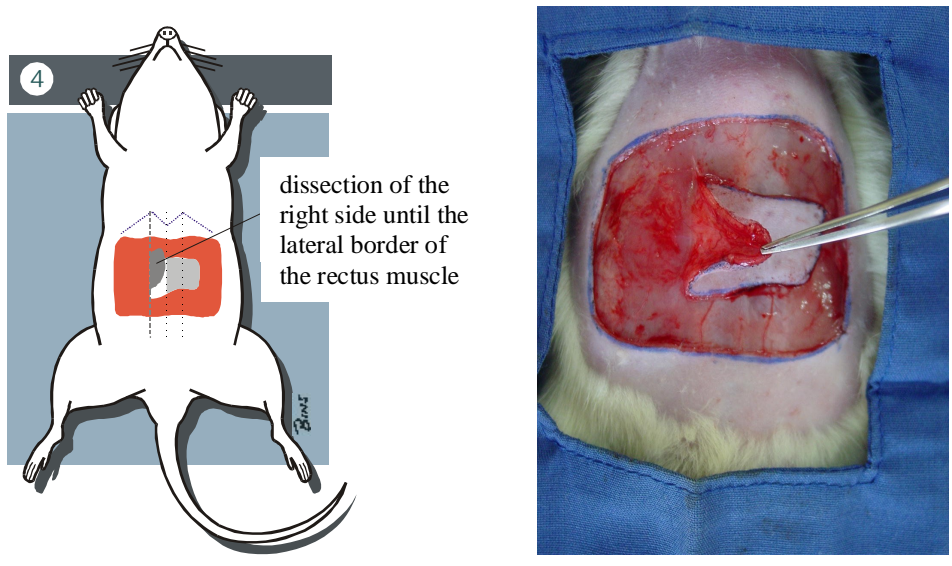 4
dissection of the
right side until the
lateral border of
the rectus muscle
BINS